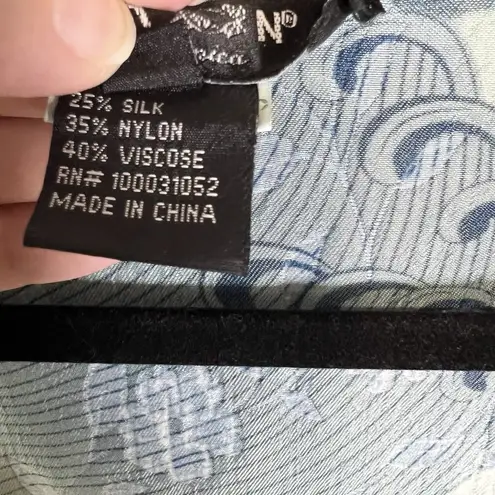 N®
25% SILK
35% NYLON
40% VISCOSE
RN# 100031052
MADE IN CHINA